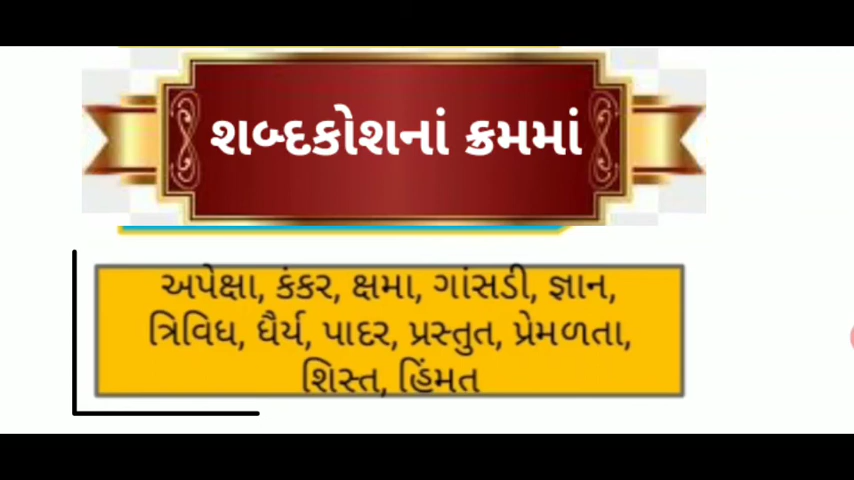 શબ્દકોશનાં ક્રમમાં
અપેક્ષા, કંકર, ક્ષમા, ગાંસડી, જ્ઞાન,
ત્રિવિધ, ધૈર્ય, પાદર, પ્રસ્તુત, પ્રેમળતા,
શિસ્ત, હિંમત